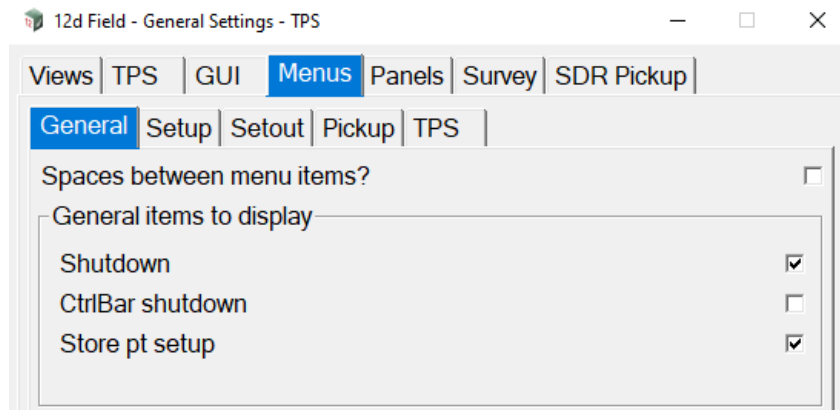 12d Field - General Settings - TPS
Views TPS GUI Menus Panels Survey SDR Pickup
General Setup Setout Pickup TPS
Spaces between menu items?
General items to display
Shutdown
CtrlBar shutdown
Store pt setup